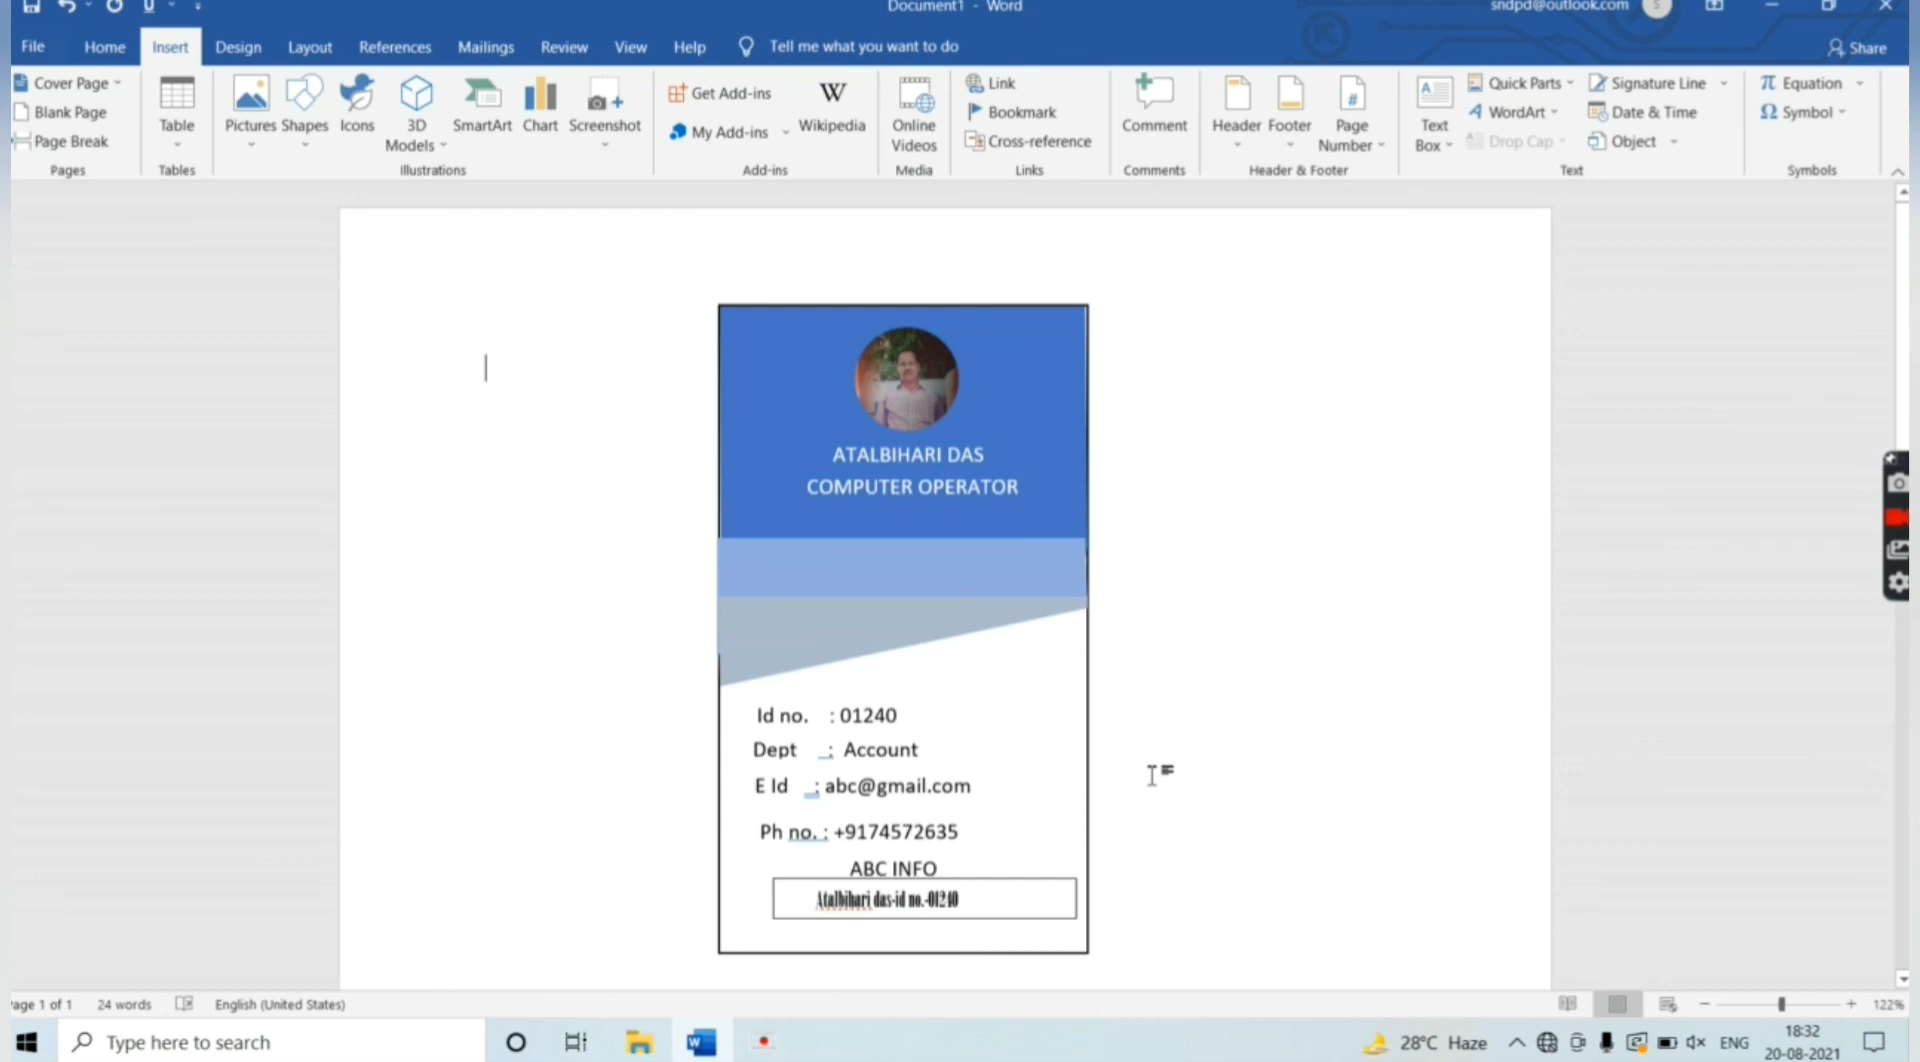 Document1 - Word
sndpd@outlook.com
S
File Home Insert Design Layout References Mailings Review View Help Tell me what you want to do
Share
Cover Page
Blank Page
Page Break
Pages
Table
Tables
Pictures Shapes Icons 3D Models SmartArt Chart Screenshot
Illustrations
Get Add-ins
My Add-ins
W
Wikipedia
Add-ins
Online Videos
Media
Link
Bookmark
Cross-reference
Links
Comment
Comments
Header Footer Page Number
Header & Footer
Text Box
Quick Parts
WordArt
Drop Cap
Signature Line
Date & Time
Object
Text
π Equation
Ω Symbol
Symbols
ATALBIHARI DAS
COMPUTER OPERATOR
Id no. : 01240
Dept : Account
E Id : abc@gmail.com
Ph no. : +9174572635
ABC INFO
Atalbihari das-id no.-01240
age 1 of 1 24 words English (United States)
122%
Type here to search
28°C Haze
ENG
18:32
20-08-2021